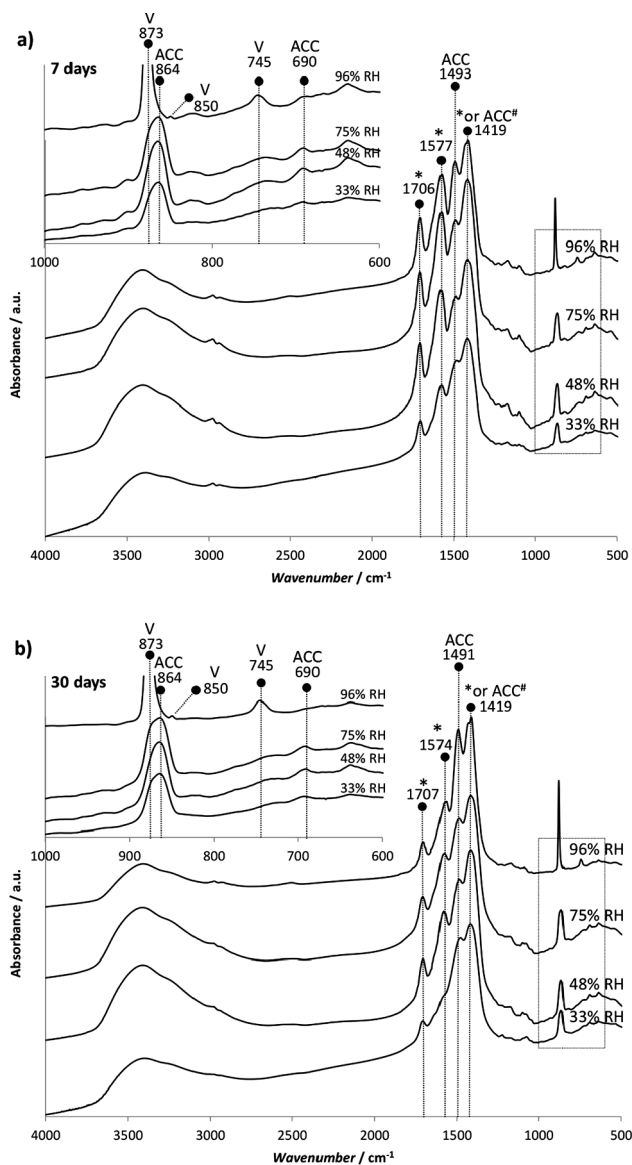 a)
7 days
V
873
ACC
864
V
850
V
745
ACC
690
96% RH
75% RH
48% RH
33% RH
1000
800
600
ACC
1493
*or ACC#
1419
*
1577
*
1706
96% RH
75% RH
48% RH
33% RH
Absorbance / a.u.
4000
3500
3000
2500
2000
1500
1000
500
Wavenumber / cm-1
b)
30 days
V
873
ACC
864
V
850
V
745
ACC
690
96% RH
75% RH
48% RH
33% RH
1000
900
800
700
600
ACC
1491
*or ACC#
1419
*
1574
*
1707
96% RH
75% RH
48% RH
33% RH
Absorbance / a.u.
4000
3500
3000
2500
2000
1500
1000
500
Wavenumber / cm-1